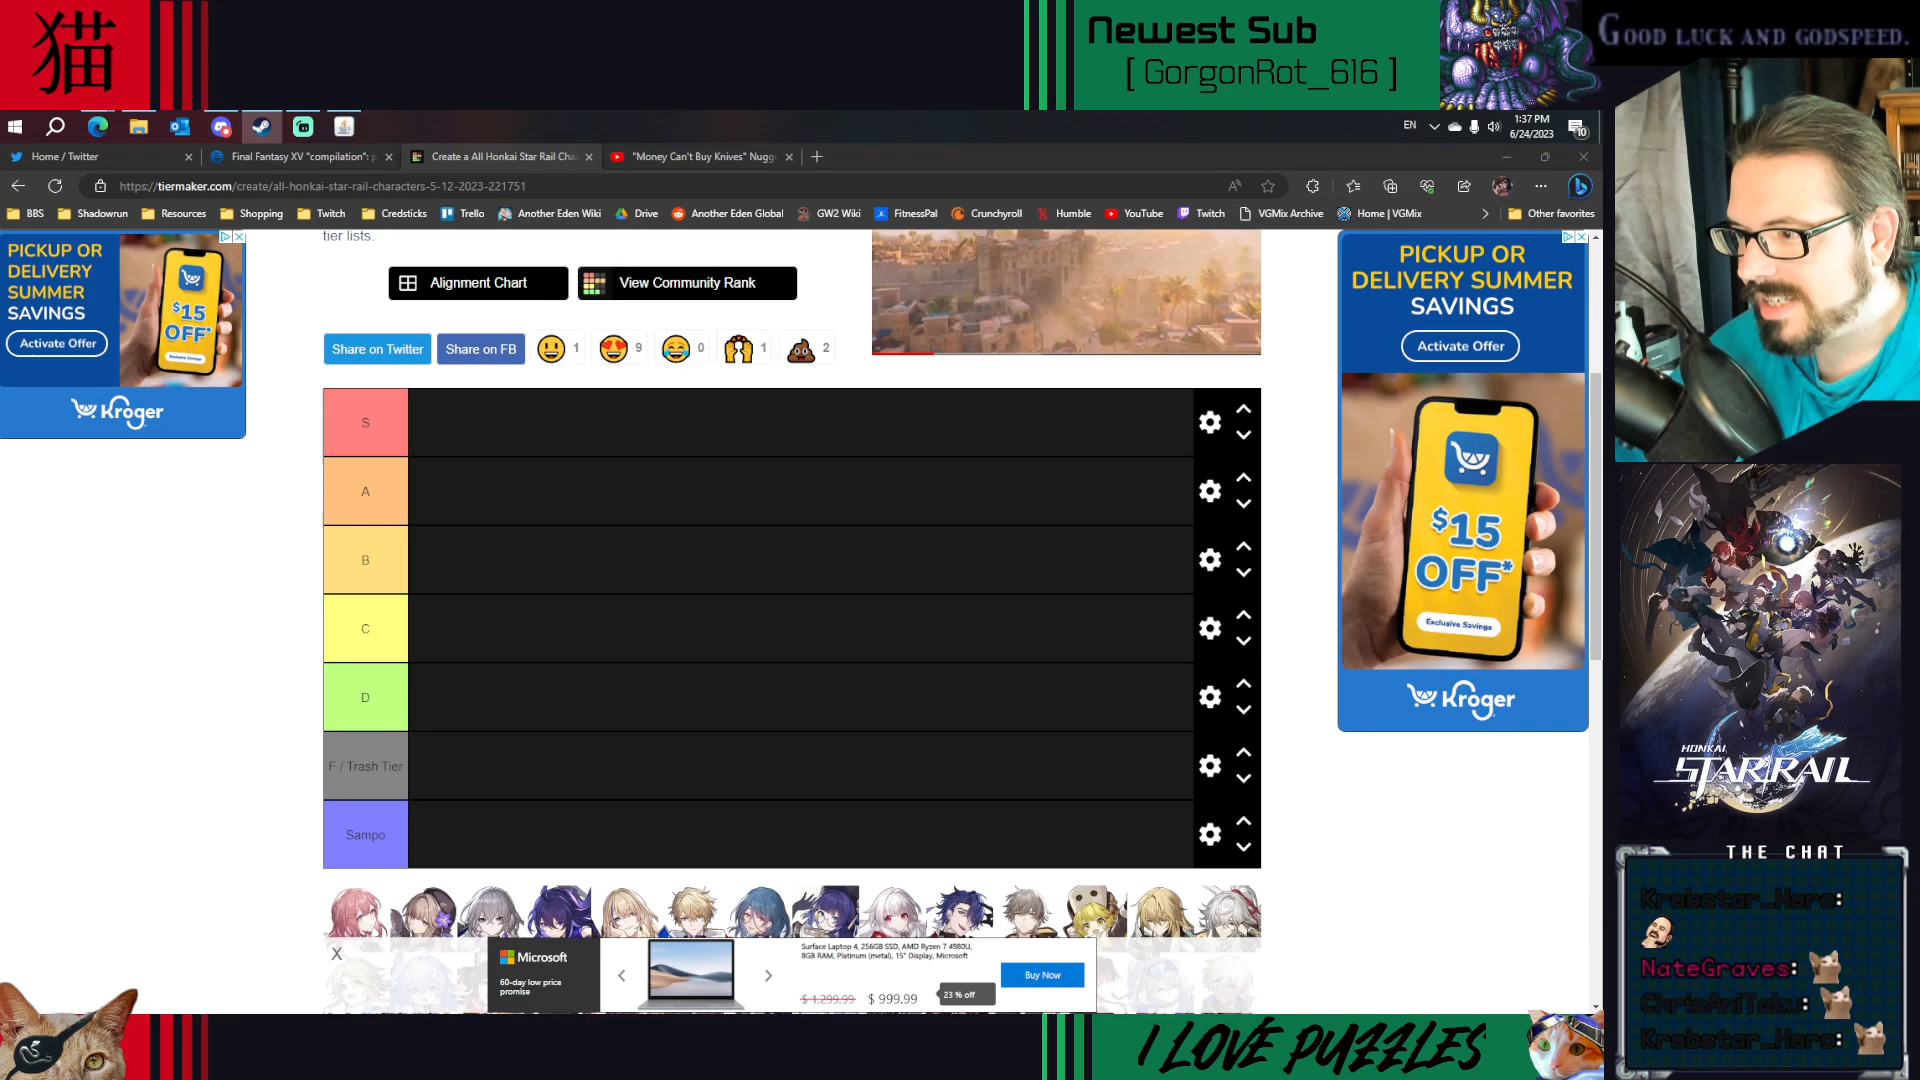 猫
Newest Sub
[ GorgonRot_616 ]
GOOD LUCK AND GODSPEED.
EN
1:37 PM
6/24/2023
10
Home / Twitter
Final Fantasy XV "compilation": p
Create a All Honkai Star Rail Cha
"Money Can't Buy Knives" Nugg
https://tiermaker.com/create/all-honkai-star-rail-characters-5-12-2023-221751
BBS
Shadowrun
Resources
Shopping
Twitch
Credsticks
Trello
Another Eden Wiki
Drive
Another Eden Global
GW2 Wiki
FitnessPal
Crunchyroll
Humble
YouTube
Twitch
VGMix Archive
Home | VGMix
Other favorites
PICKUP OR
DELIVERY
SUMMER
SAVINGS
Activate Offer
$15
OFF*
Exclusive Savings
Kroger
tier lists.
Alignment Chart
View Community Rank
Share on Twitter
Share on FB
1
9
0
1
2
S
A
B
C
D
F / Trash Tier
Sampo
PICKUP OR
DELIVERY SUMMER
SAVINGS
Activate Offer
$15
OFF*
Exclusive Savings
Kroger
X
Microsoft
60-day low price
promise
Surface Laptop 4, 256GB SSD, AMD Ryzen 7 4980U,
8GB RAM, Platinum (metal), 15" Display, Microsoft
$ 1,299.99
$ 999.99
23 % off
Buy Now
HONKAI
STAR RAIL
THE CHAT
Krobstar_Hero:
NateGraves:
ChrisAniTaku:
Krobstar_Hero:
I LOVE PUZZLES